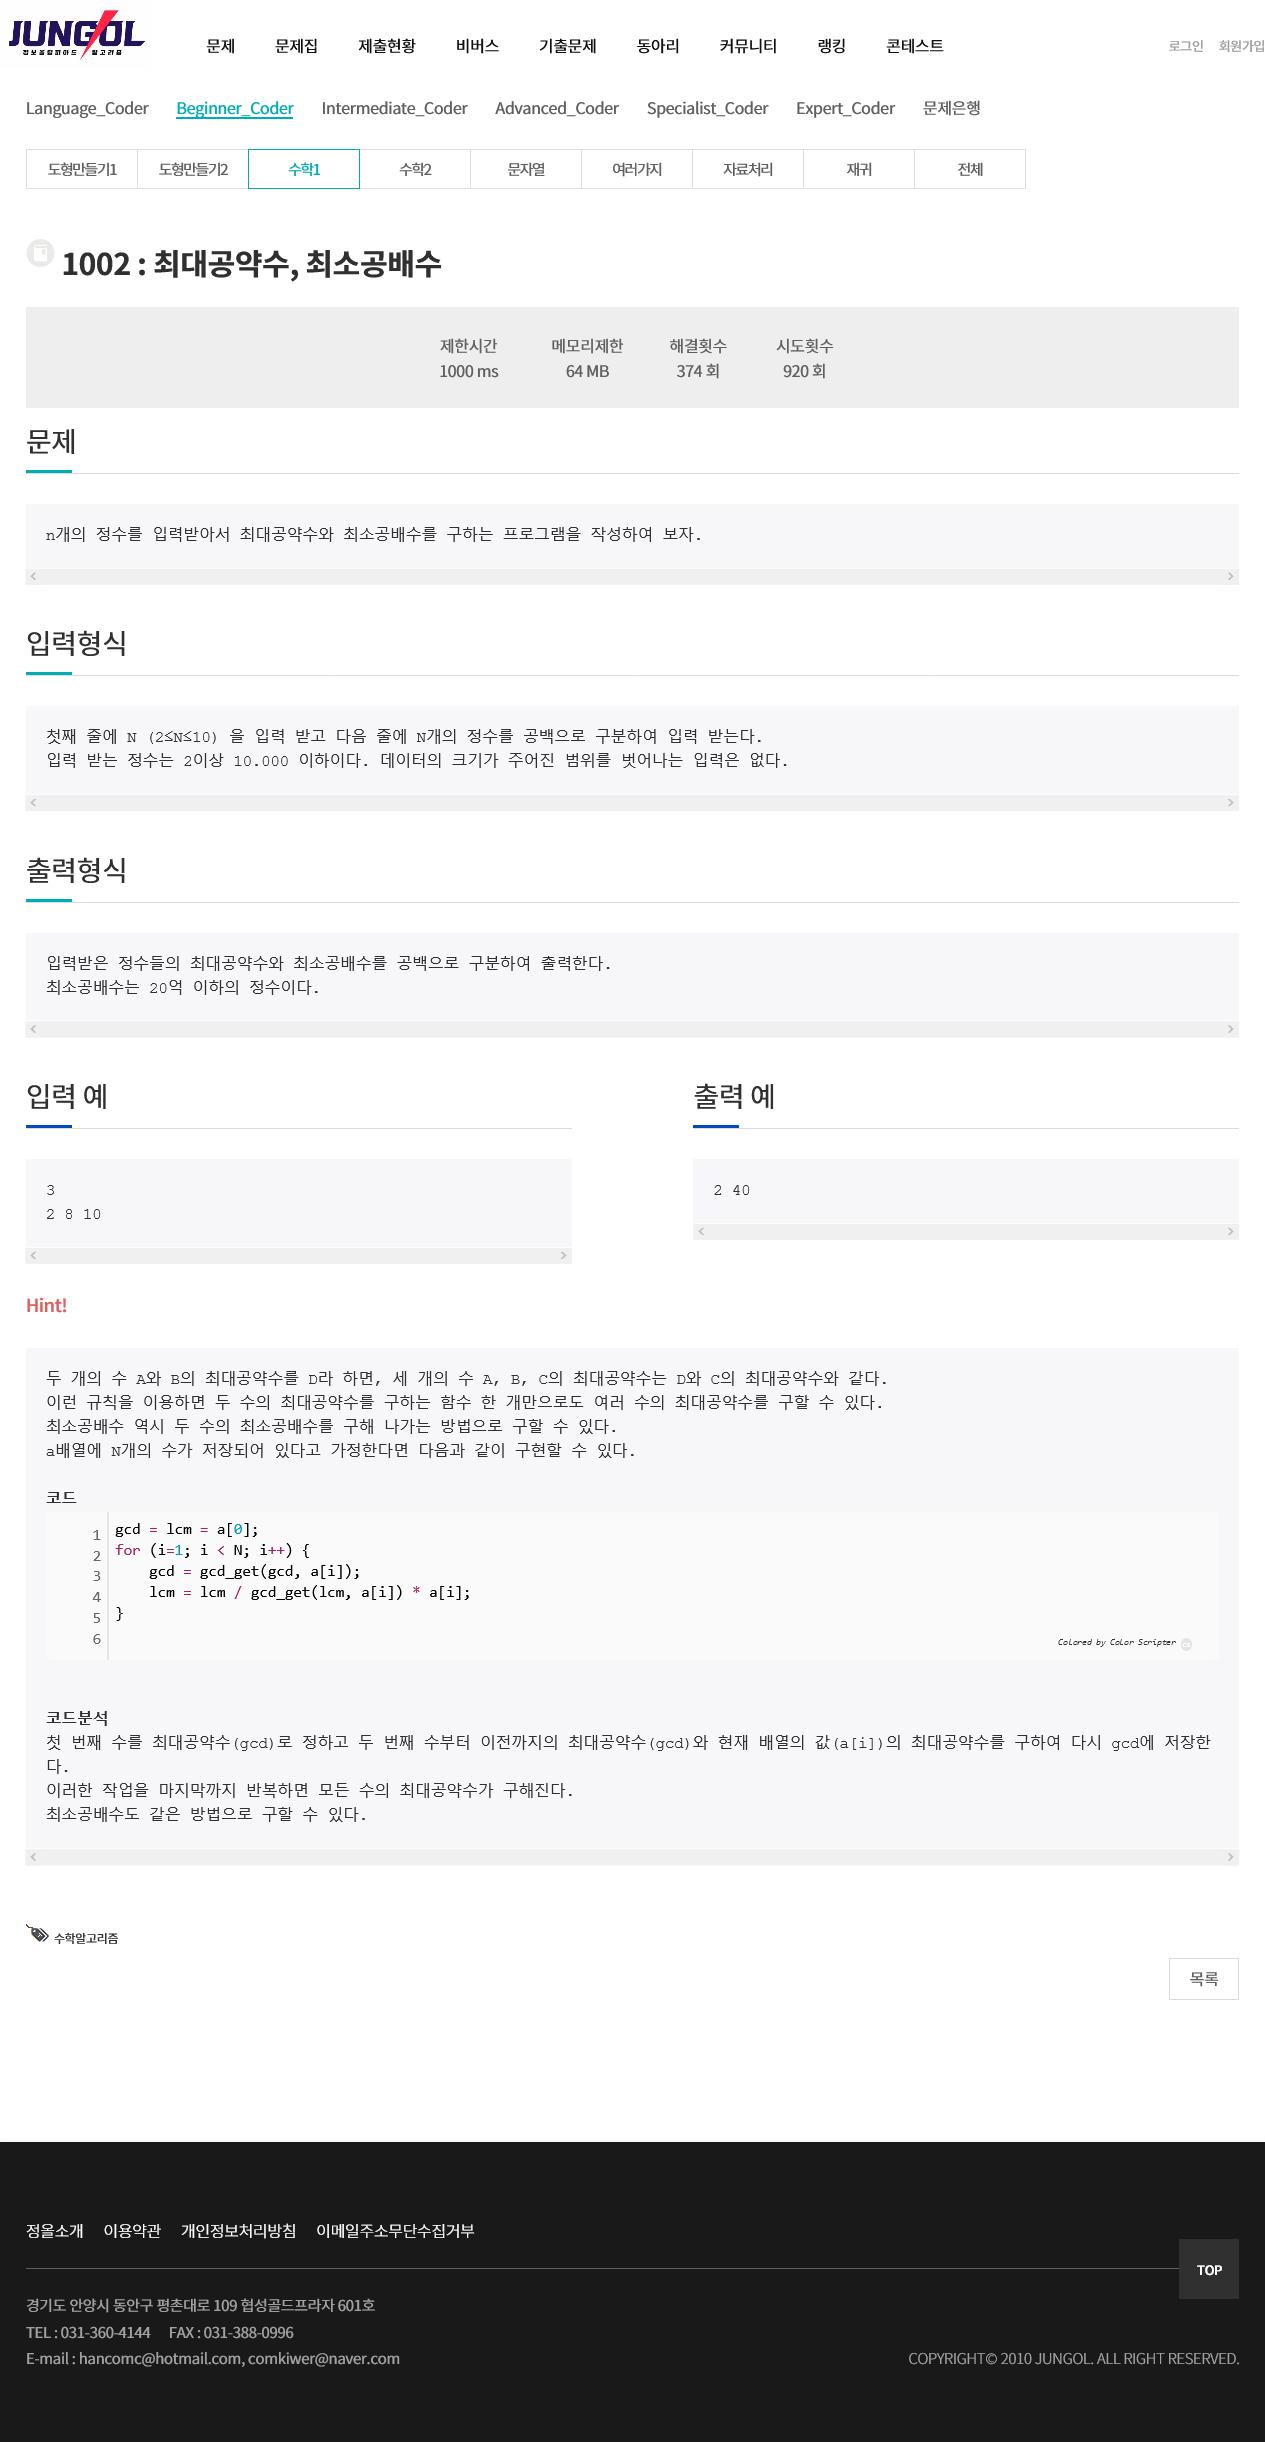 JUNGOL
정보올림피아드 알고리즘
문제 문제집 제출현황 비버스 기출문제 동아리 커뮤니티 랭킹 콘테스트 로그인 회원가입
Language_Coder Beginner_Coder Intermediate_Coder Advanced_Coder Specialist_Coder Expert_Coder 문제은행
도형만들기1 도형만들기2 수학1 수학2 문자열 여러가지 자료처리 재귀 전체
1002 : 최대공약수, 최소공배수
제한시간 메모리제한 해결횟수 시도횟수
1000 ms 64 MB 374 회 920 회
문제
n개의 정수를 입력받아서 최대공약수와 최소공배수를 구하는 프로그램을 작성하여 보자.
입력형식
첫째 줄에 N (2≤N≤10) 을 입력 받고 다음 줄에 N개의 정수를 공백으로 구분하여 입력 받는다.
입력 받는 정수는 2이상 10.000 이하이다. 데이터의 크기가 주어진 범위를 벗어나는 입력은 없다.
출력형식
입력받은 정수들의 최대공약수와 최소공배수를 공백으로 구분하여 출력한다.
최소공배수는 20억 이하의 정수이다.
입력 예
3
2 8 10
출력 예
2 40
Hint!
두 개의 수 A와 B의 최대공약수를 D라 하면, 세 개의 수 A, B, C의 최대공약수는 D와 C의 최대공약수와 같다.
이런 규칙을 이용하면 두 수의 최대공약수를 구하는 함수 한 개만으로도 여러 수의 최대공약수를 구할 수 있다.
최소공배수 역시 두 수의 최소공배수를 구해 나가는 방법으로 구할 수 있다.
a배열에 N개의 수가 저장되어 있다고 가정한다면 다음과 같이 구현할 수 있다.
코드
1 gcd = lcm = a[0];
2 for (i=1; i < N; i++) {
3     gcd = gcd_get(gcd, a[i]);
4     lcm = lcm / gcd_get(lcm, a[i]) * a[i];
5 }
6
Colored by Color Scripter cs
코드분석
첫 번째 수를 최대공약수(gcd)로 정하고 두 번째 수부터 이전까지의 최대공약수(gcd)와 현재 배열의 값(a[i])의 최대공약수를 구하여 다시 gcd에 저장한
다.
이러한 작업을 마지막까지 반복하면 모든 수의 최대공약수가 구해진다.
최소공배수도 같은 방법으로 구할 수 있다.
수학알고리즘
목록
정올소개 이용약관 개인정보처리방침 이메일주소무단수집거부
TOP
경기도 안양시 동안구 평촌대로 109 협성골드프라자 601호
TEL : 031-360-4144 FAX : 031-388-0996
E-mail : hancomc@hotmail.com, comkiwer@naver.com
COPYRIGHT© 2010 JUNGOL. ALL RIGHT RESERVED.